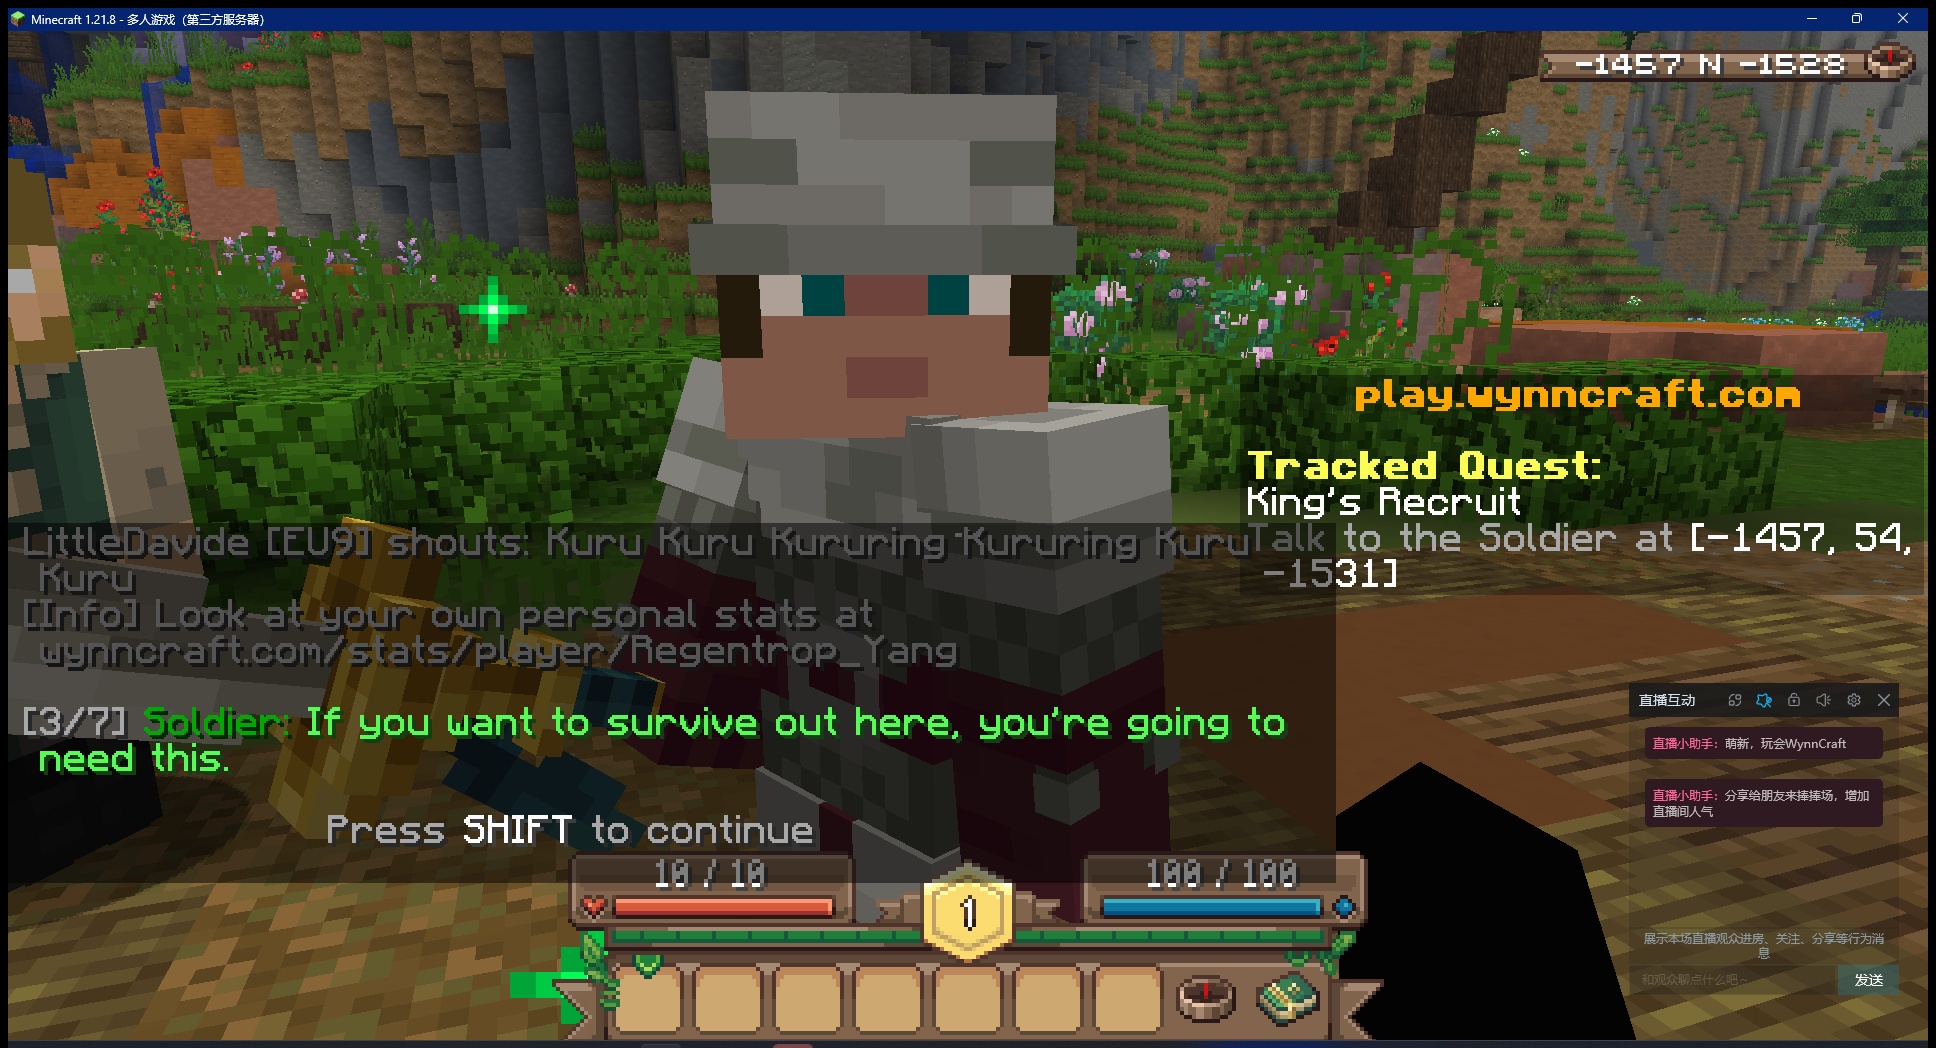 Minecraft 1.21.8 - 多人游戏（第三方服务器）
-1457 N -1528
play.wynncraft.com
Tracked Quest:
King's Recruit
Talk to the Soldier at [-1457, 54,
-1531]
LittleDavide [EU9] shouts: Kuru Kuru Kururing Kururing Kuru
Kuru
[Info] Look at your own personal stats at
wynncraft.com/stats/player/Regentrop_Yang
[3/7] Soldier: If you want to survive out here, you're going to
need this.
Press SHIFT to continue
10 / 10
100 / 100
1
直播互动
直播小助手：萌新，玩会WynnCraft
直播小助手：分享给朋友来捧捧场，增加
直播间人气
展示本场直播观众进房、关注、分享等行为消
息
和观众聊点什么吧~
发送